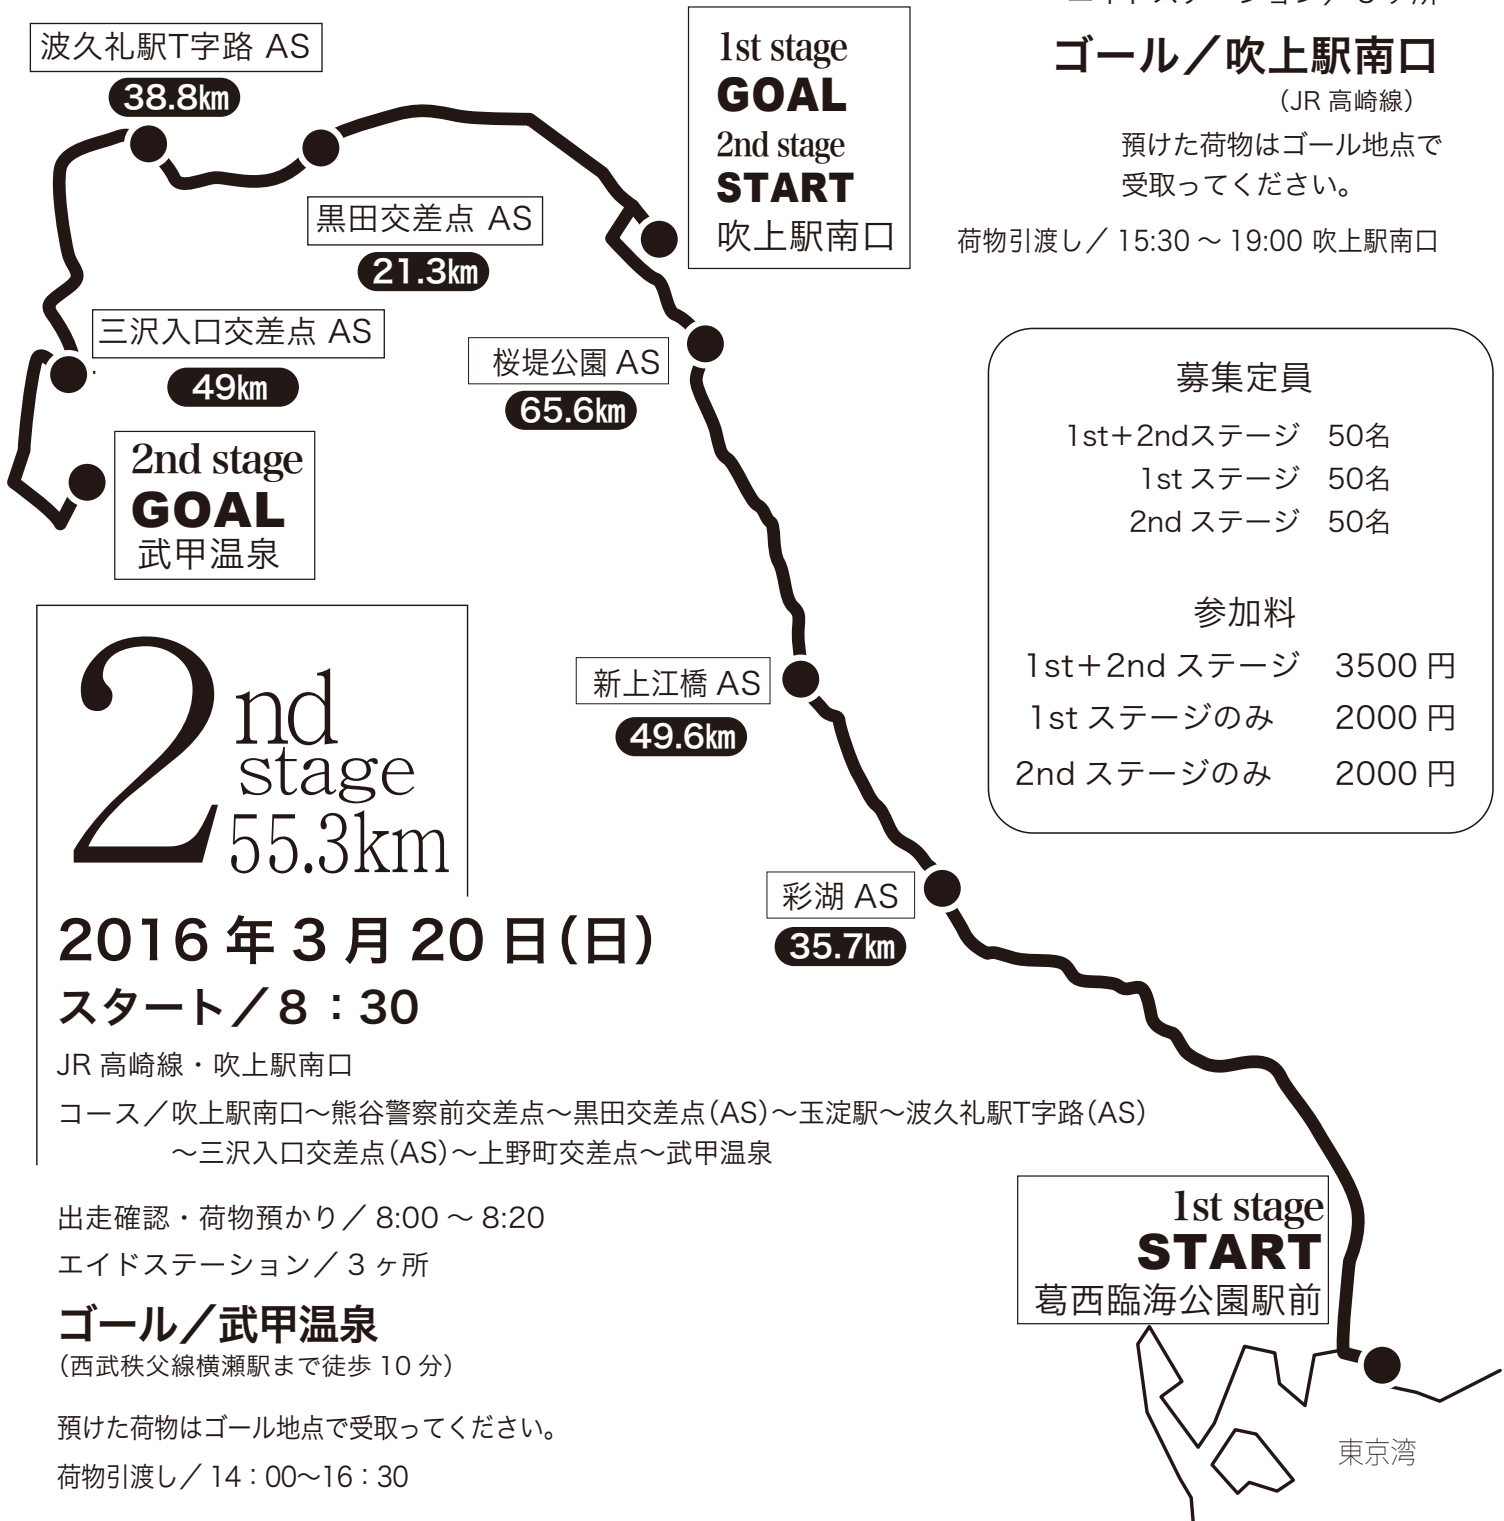 波久礼駅T字路 AS
38.8km
1st stage
GOAL
2nd stage
START
吹上駅南口
ゴール／吹上駅南口
（JR 高崎線）
預けた荷物はゴール地点で
受取ってください。
荷物引渡し／ 15:30 ～ 19:00 吹上駅南口
黒田交差点 AS
21.3km
三沢入口交差点 AS
49km
桜堤公園 AS
65.6km
2nd stage
GOAL
武甲温泉
募集定員
1st＋2ndステージ 50名
1st ステージ 50名
2nd ステージ 50名
参加料
1st＋2nd ステージ 3500 円
1st ステージのみ 2000 円
2nd ステージのみ 2000 円
新上江橋 AS
49.6km
彩湖 AS
35.7km
2nd
stage
55.3km
2016 年 3 月 20 日（日）
スタート／8：30
JR 高崎線・吹上駅南口
コース／吹上駅南口～熊谷警察前交差点～黒田交差点（AS）～玉淀駅～波久礼駅T字路（AS）
～三沢入口交差点（AS）～上野町交差点～武甲温泉
出走確認・荷物預かり／ 8:00 ～ 8:20
エイドステーション／ 3 ヶ所
ゴール／武甲温泉
（西武秩父線横瀬駅まで徒歩 10 分）
預けた荷物はゴール地点で受取ってください。
荷物引渡し／ 14：00～16：30
1st stage
START
葛西臨海公園駅前
東京湾